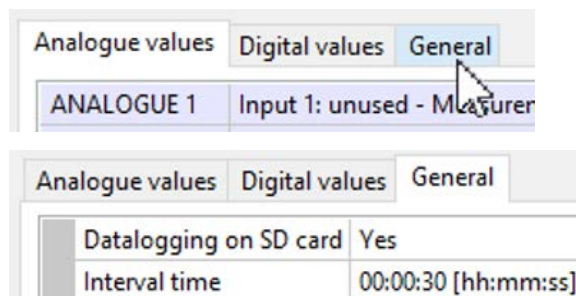 Analogue values Digital values General
ANALOGUE 1 Input 1: unused -
Analogue values Digital values General
Datalogging on SD card Yes
Interval time 00:00:30 [hh:mm:ss]